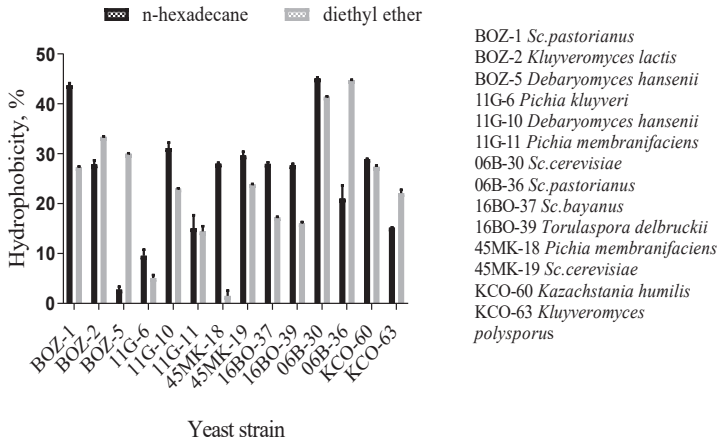 n-hexadecane diethyl ether
Hydrophobicity, %
50
40
30
20
10
0
BOZ-1
BOZ-2
BOZ-5
11G-6
11G-10
11G-11
45MK-18
45MK-19
16BO-37
16BO-39
06B-30
06B-36
KCO-60
KCO-63
Yeast strain
BOZ-1 Sc.pastorianus
BOZ-2 Kluyveromyces lactis
BOZ-5 Debaryomyces hansenii
11G-6 Pichia kluyveri
11G-10 Debaryomyces hansenii
11G-11 Pichia membranifaciens
06B-30 Sc.cerevisiae
06B-36 Sc.pastorianus
16BO-37 Sc.bayanus
16BO-39 Torulaspora delbruckii
45MK-18 Pichia membranifaciens
45MK-19 Sc.cerevisiae
KCO-60 Kazachstania humilis
KCO-63 Kluyveromyces
polysporus